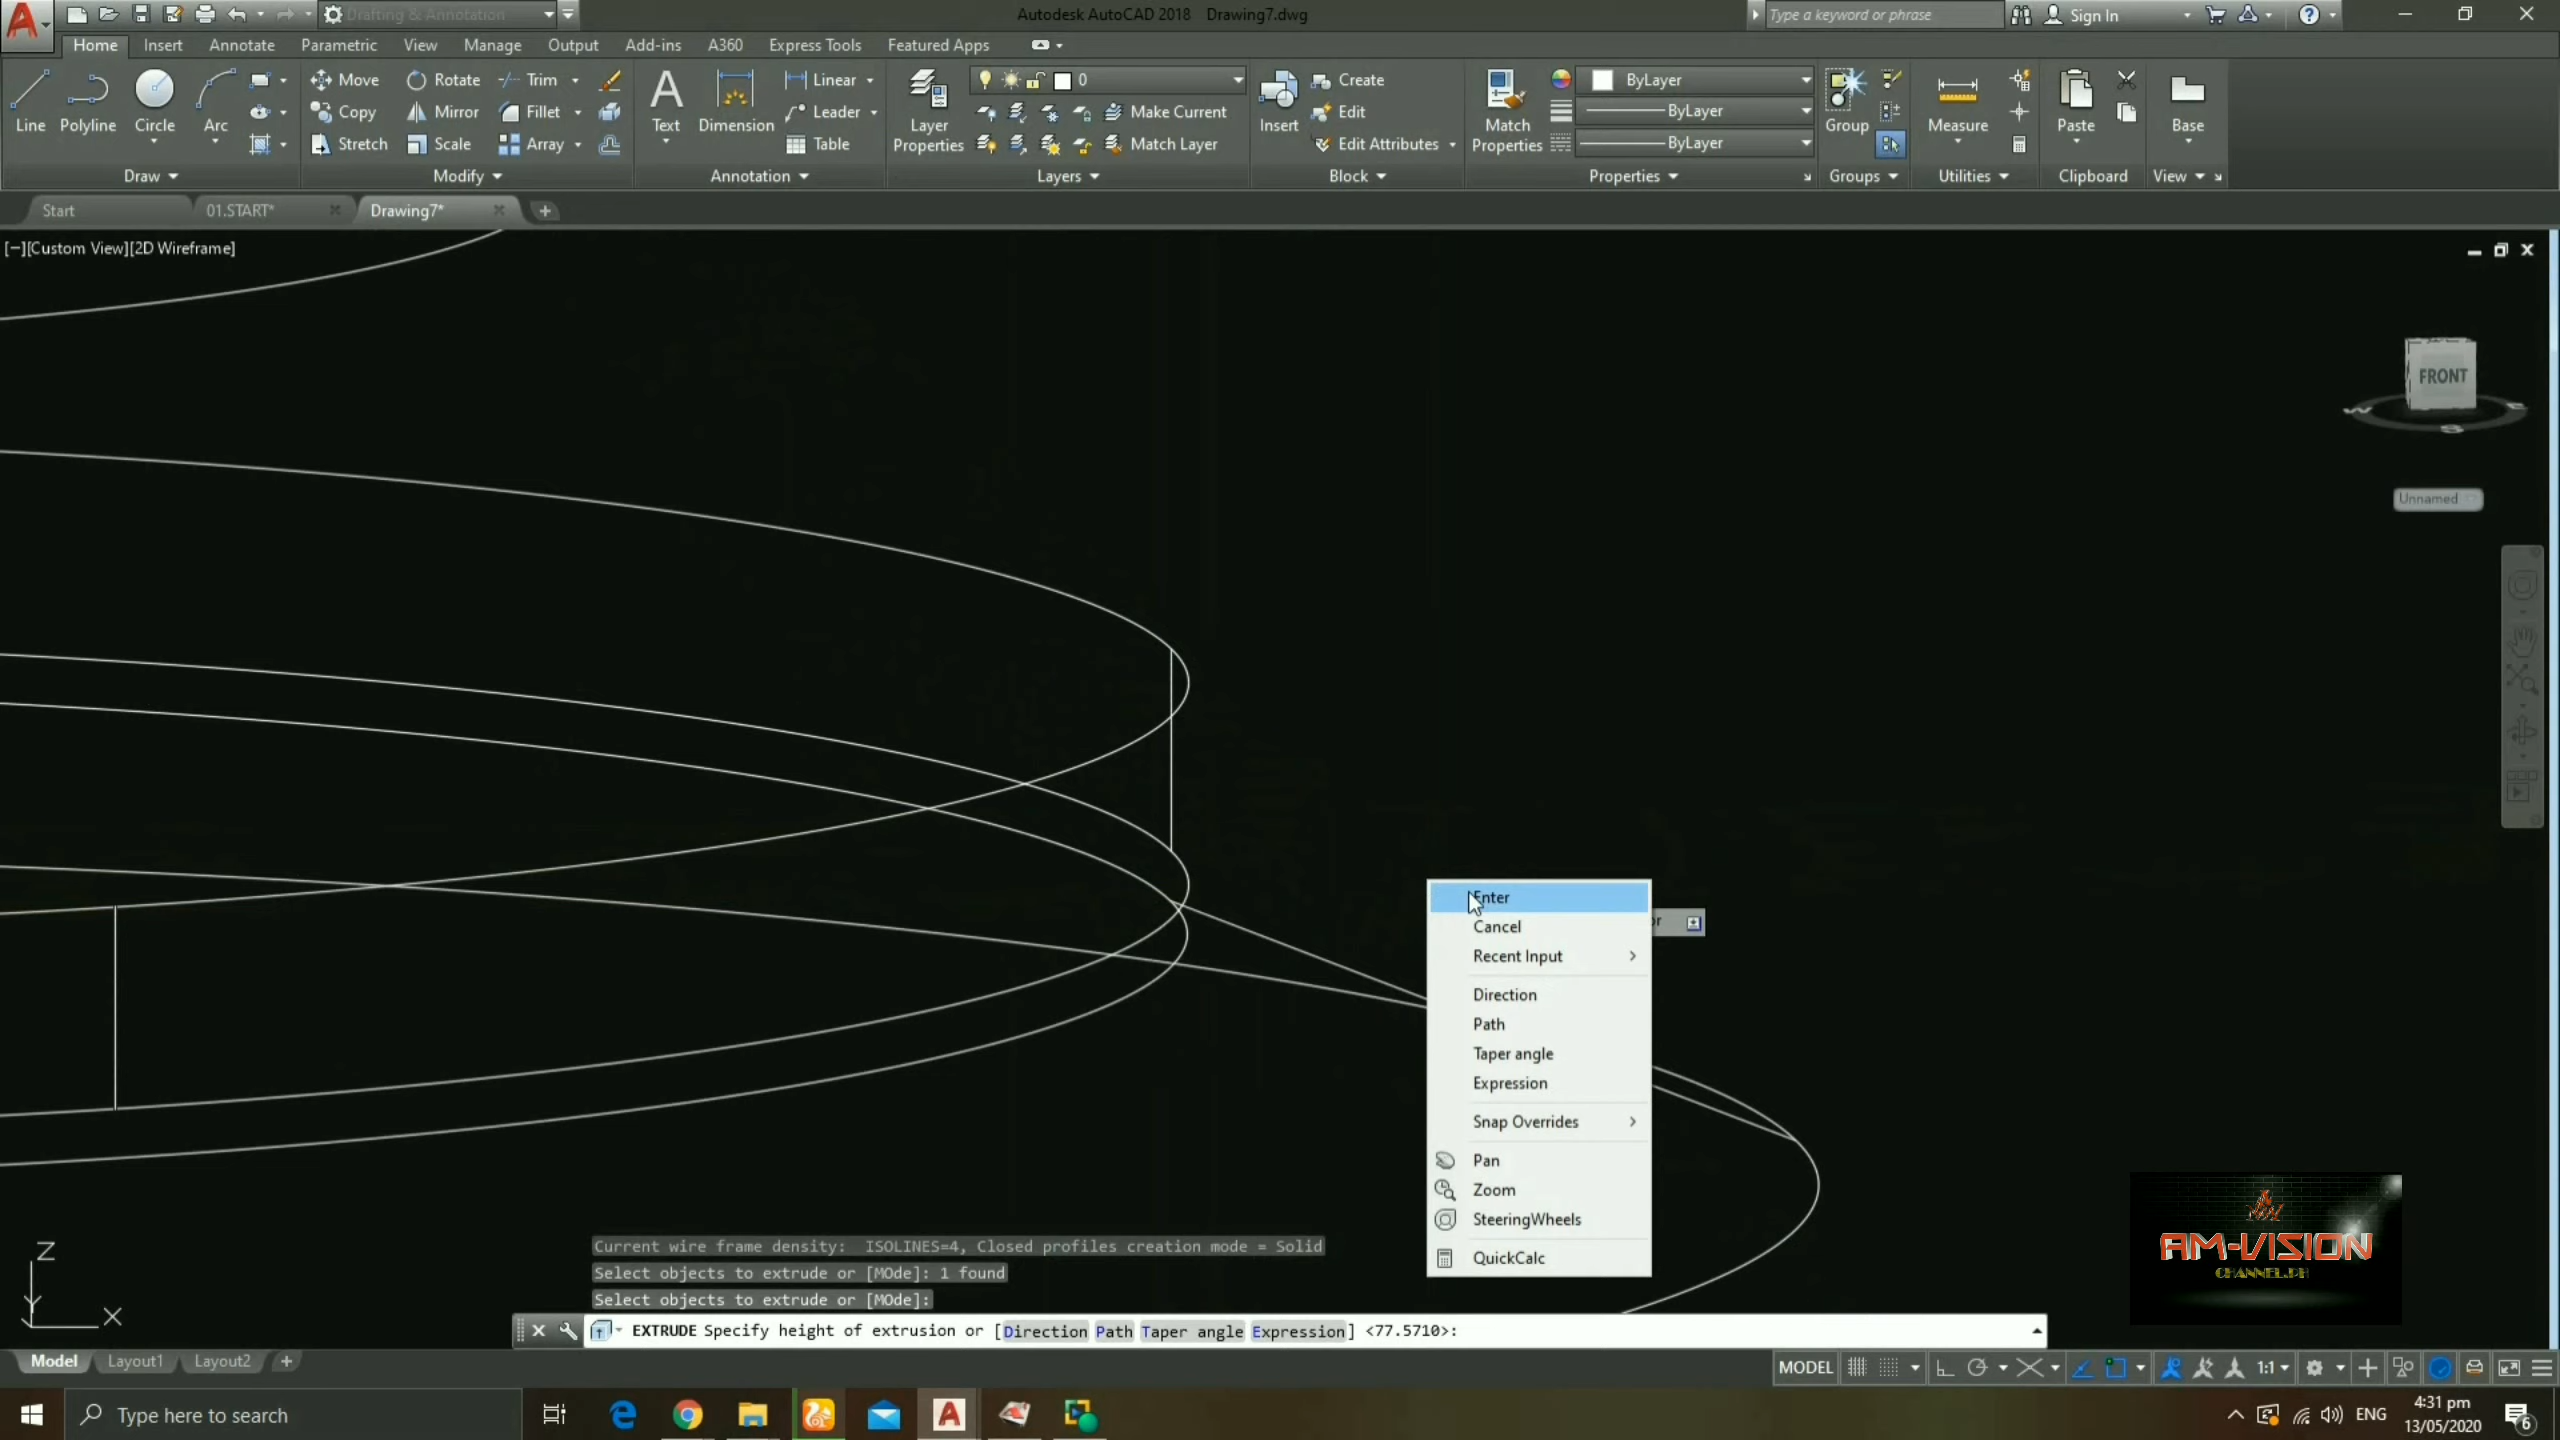 Drafting & Annotation
Autodesk AutoCAD 2018 Drawing7.dwg
Type a keyword or phrase
Sign In
Home Insert Annotate Parametric View Manage Output Add-ins A360 Express Tools Featured Apps
Line Polyline Circle Arc
Move Rotate Trim
Copy Mirror Fillet
Stretch Scale Array
Text Dimension
Linear
Leader
Table
Layer Properties
0
Make Current
Match Layer
Insert
Create
Edit
Edit Attributes
Match Properties
ByLayer
ByLayer
ByLayer
Group Measure Paste Base
Draw Modify Annotation Layers Block Properties Groups Utilities Clipboard View
Start 01.START* Drawing7*
[−][Custom View][2D Wireframe]
FRONT
W S E
Unnamed
Enter
or
Cancel
Recent Input
Direction
Path
Taper angle
Expression
Snap Overrides
Pan
Zoom
SteeringWheels
QuickCalc
AM-VISION
CHANNEL.PH
Z
Y
X
Current wire frame density: ISOLINES=4, Closed profiles creation mode = Solid
Select objects to extrude or [MOde]: 1 found
Select objects to extrude or [MOde]:
EXTRUDE Specify height of extrusion or [Direction Path Taper angle Expression] <77.5710>:
Model Layout1 Layout2
MODEL 1:1
Type here to search
ENG
4:31 pm
13/05/2020
6